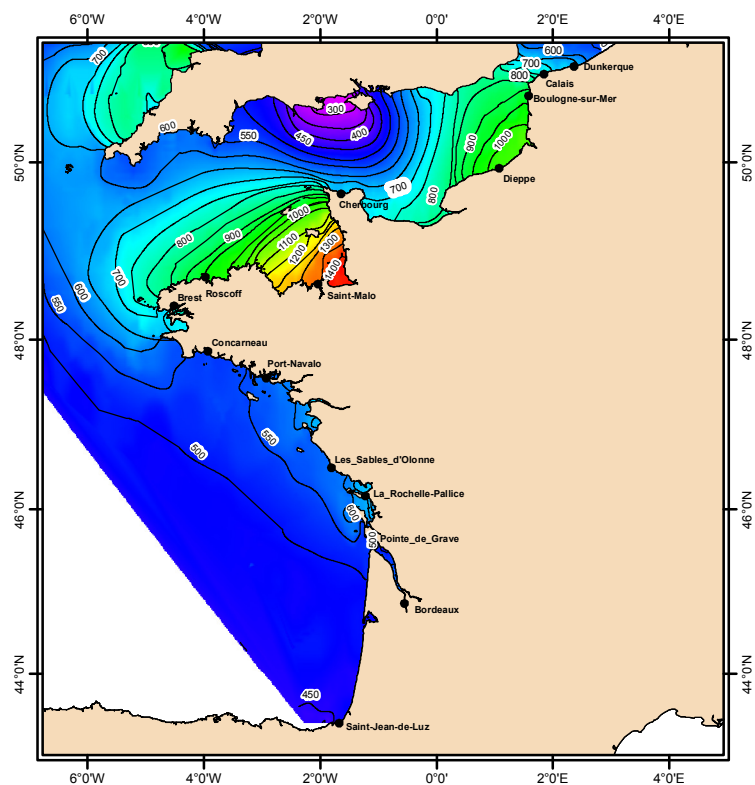 6°0'W 4°0'W 2°0'W 0°0' 2°0'E 4°0'E
700
600
700
800
Dunkerque
Calais
Boulogne-sur-Mer
300
450
400
550
600
900
1000
50°0'N
50°0'N
Dieppe
700
800
Cherbourg
1000
1100
1200
1300
1400
900
800
700
600
550
Roscoff
Brest
Saint-Malo
48°0'N
48°0'N
Concarneau
Port-Navalo
550
500
Les_Sables_d'Olonne
La_Rochelle-Pallice
46°0'N
46°0'N
600
500
Pointe_de_Grave
Bordeaux
44°0'N
44°0'N
450
Saint-Jean-de-Luz
6°0'W 4°0'W 2°0'W 0°0' 2°0'E 4°0'E